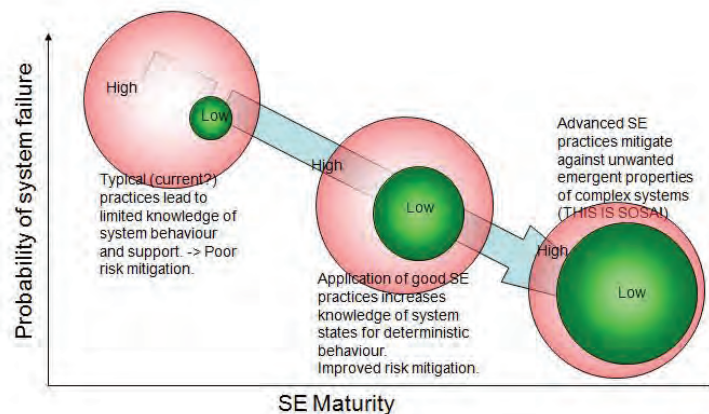 Probability of system failure
High
Low
Typical (current?)
practices lead to
limited knowledge of
system behaviour
and support. -> Poor
risk mitigation.
High
Low
Application of good SE
practices increases
knowledge of system
states for deterministic
behaviour.
Improved risk mitigation.
Advanced SE
practices mitigate
against unwanted
emergent properties
of complex systems
(THIS IS SOSA!)
High
Low
SE Maturity